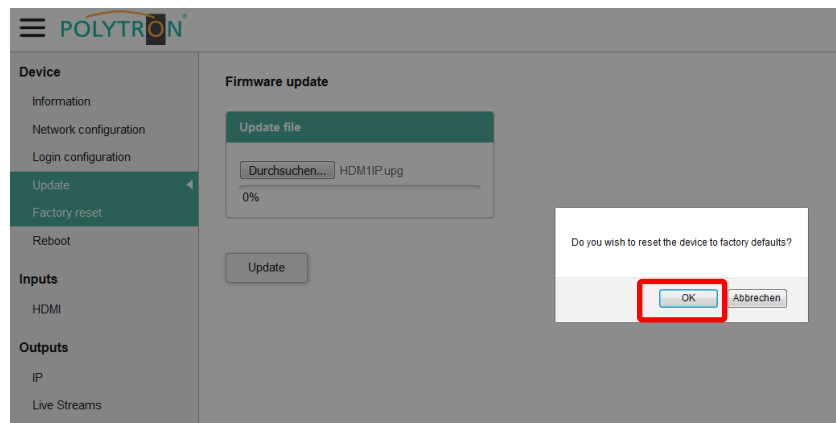 POLYTRON
Device
Information
Network configuration
Login configuration
Update
Factory reset
Reboot
Inputs
HDMI
Outputs
IP
Live Streams
Firmware update
Update file
Durchsuchen... HDM1IP.upg
0%
Update
Do you wish to reset the device to factory defaults?
OK Abbrechen